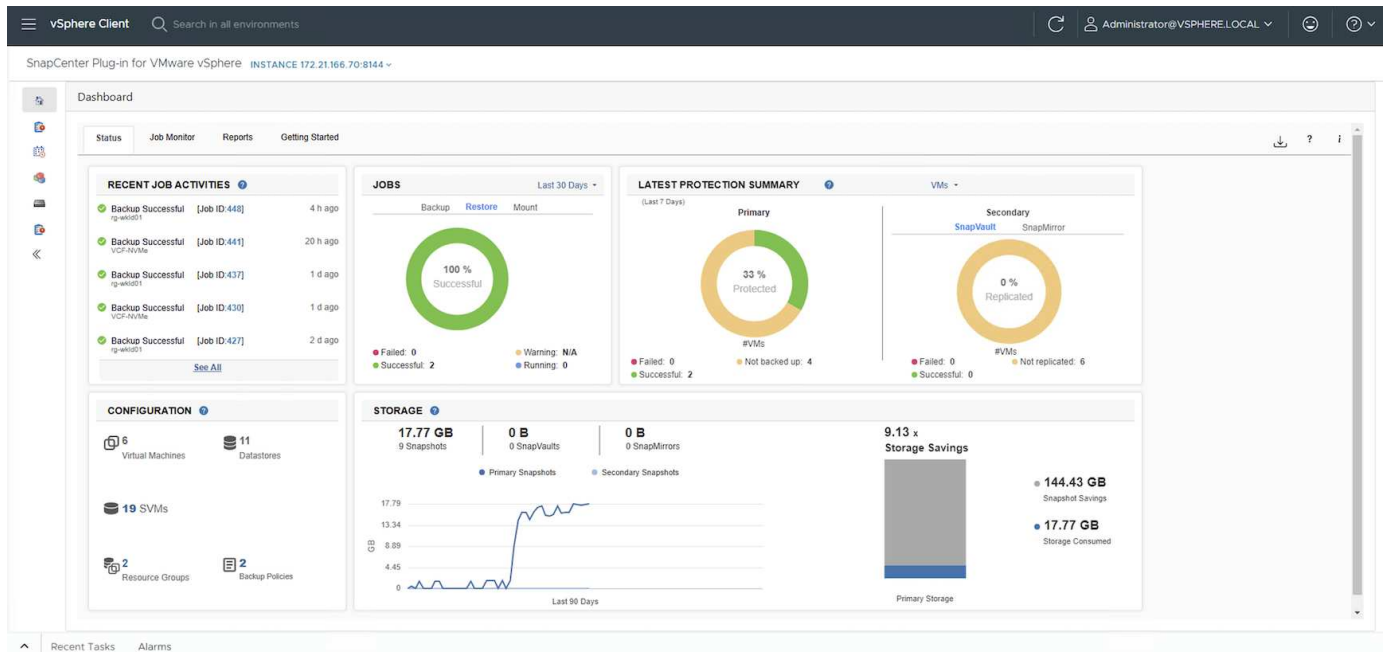 vSphere Client Search in all environments Administrator@VSPHERE.LOCAL
SnapCenter Plug-in for VMware vSphere INSTANCE 172.21.166.70:8144
Dashboard
Status Job Monitor Reports Getting Started
RECENT JOB ACTIVITIES
Backup Successful [Job ID:448] 4 h ago
rg-wkld01
Backup Successful [Job ID:441] 20 h ago
VCF-NVMe
Backup Successful [Job ID:437] 1 d ago
rg-wkld01
Backup Successful [Job ID:430] 1 d ago
VCF-NVMe
Backup Successful [Job ID:427] 2 d ago
rg-wkld01
See All
JOBS Last 30 Days
Backup Restore Mount
100 %
Successful
Failed: 0 Warning: N/A
Successful: 2 Running: 0
LATEST PROTECTION SUMMARY VMs
(Last 7 Days)
Primary
33 %
Protected
#VMs
Failed: 0 Not backed up: 4
Successful: 2
Secondary
SnapVault SnapMirror
0 %
Replicated
#VMs
Failed: 0 Not replicated: 6
Successful: 0
CONFIGURATION
6 Virtual Machines
11 Datastores
19 SVMs
2 Resource Groups
2 Backup Policies
STORAGE
17.77 GB 0 B 0 B
9 Snapshots 0 SnapVaults 0 SnapMirrors
Primary Snapshots Secondary Snapshots
17.79
13.34
8.89
4.45
0
GB
Last 90 Days
9.13 x
Storage Savings
144.43 GB
Snapshot Savings
17.77 GB
Storage Consumed
Primary Storage
Recent Tasks Alarms